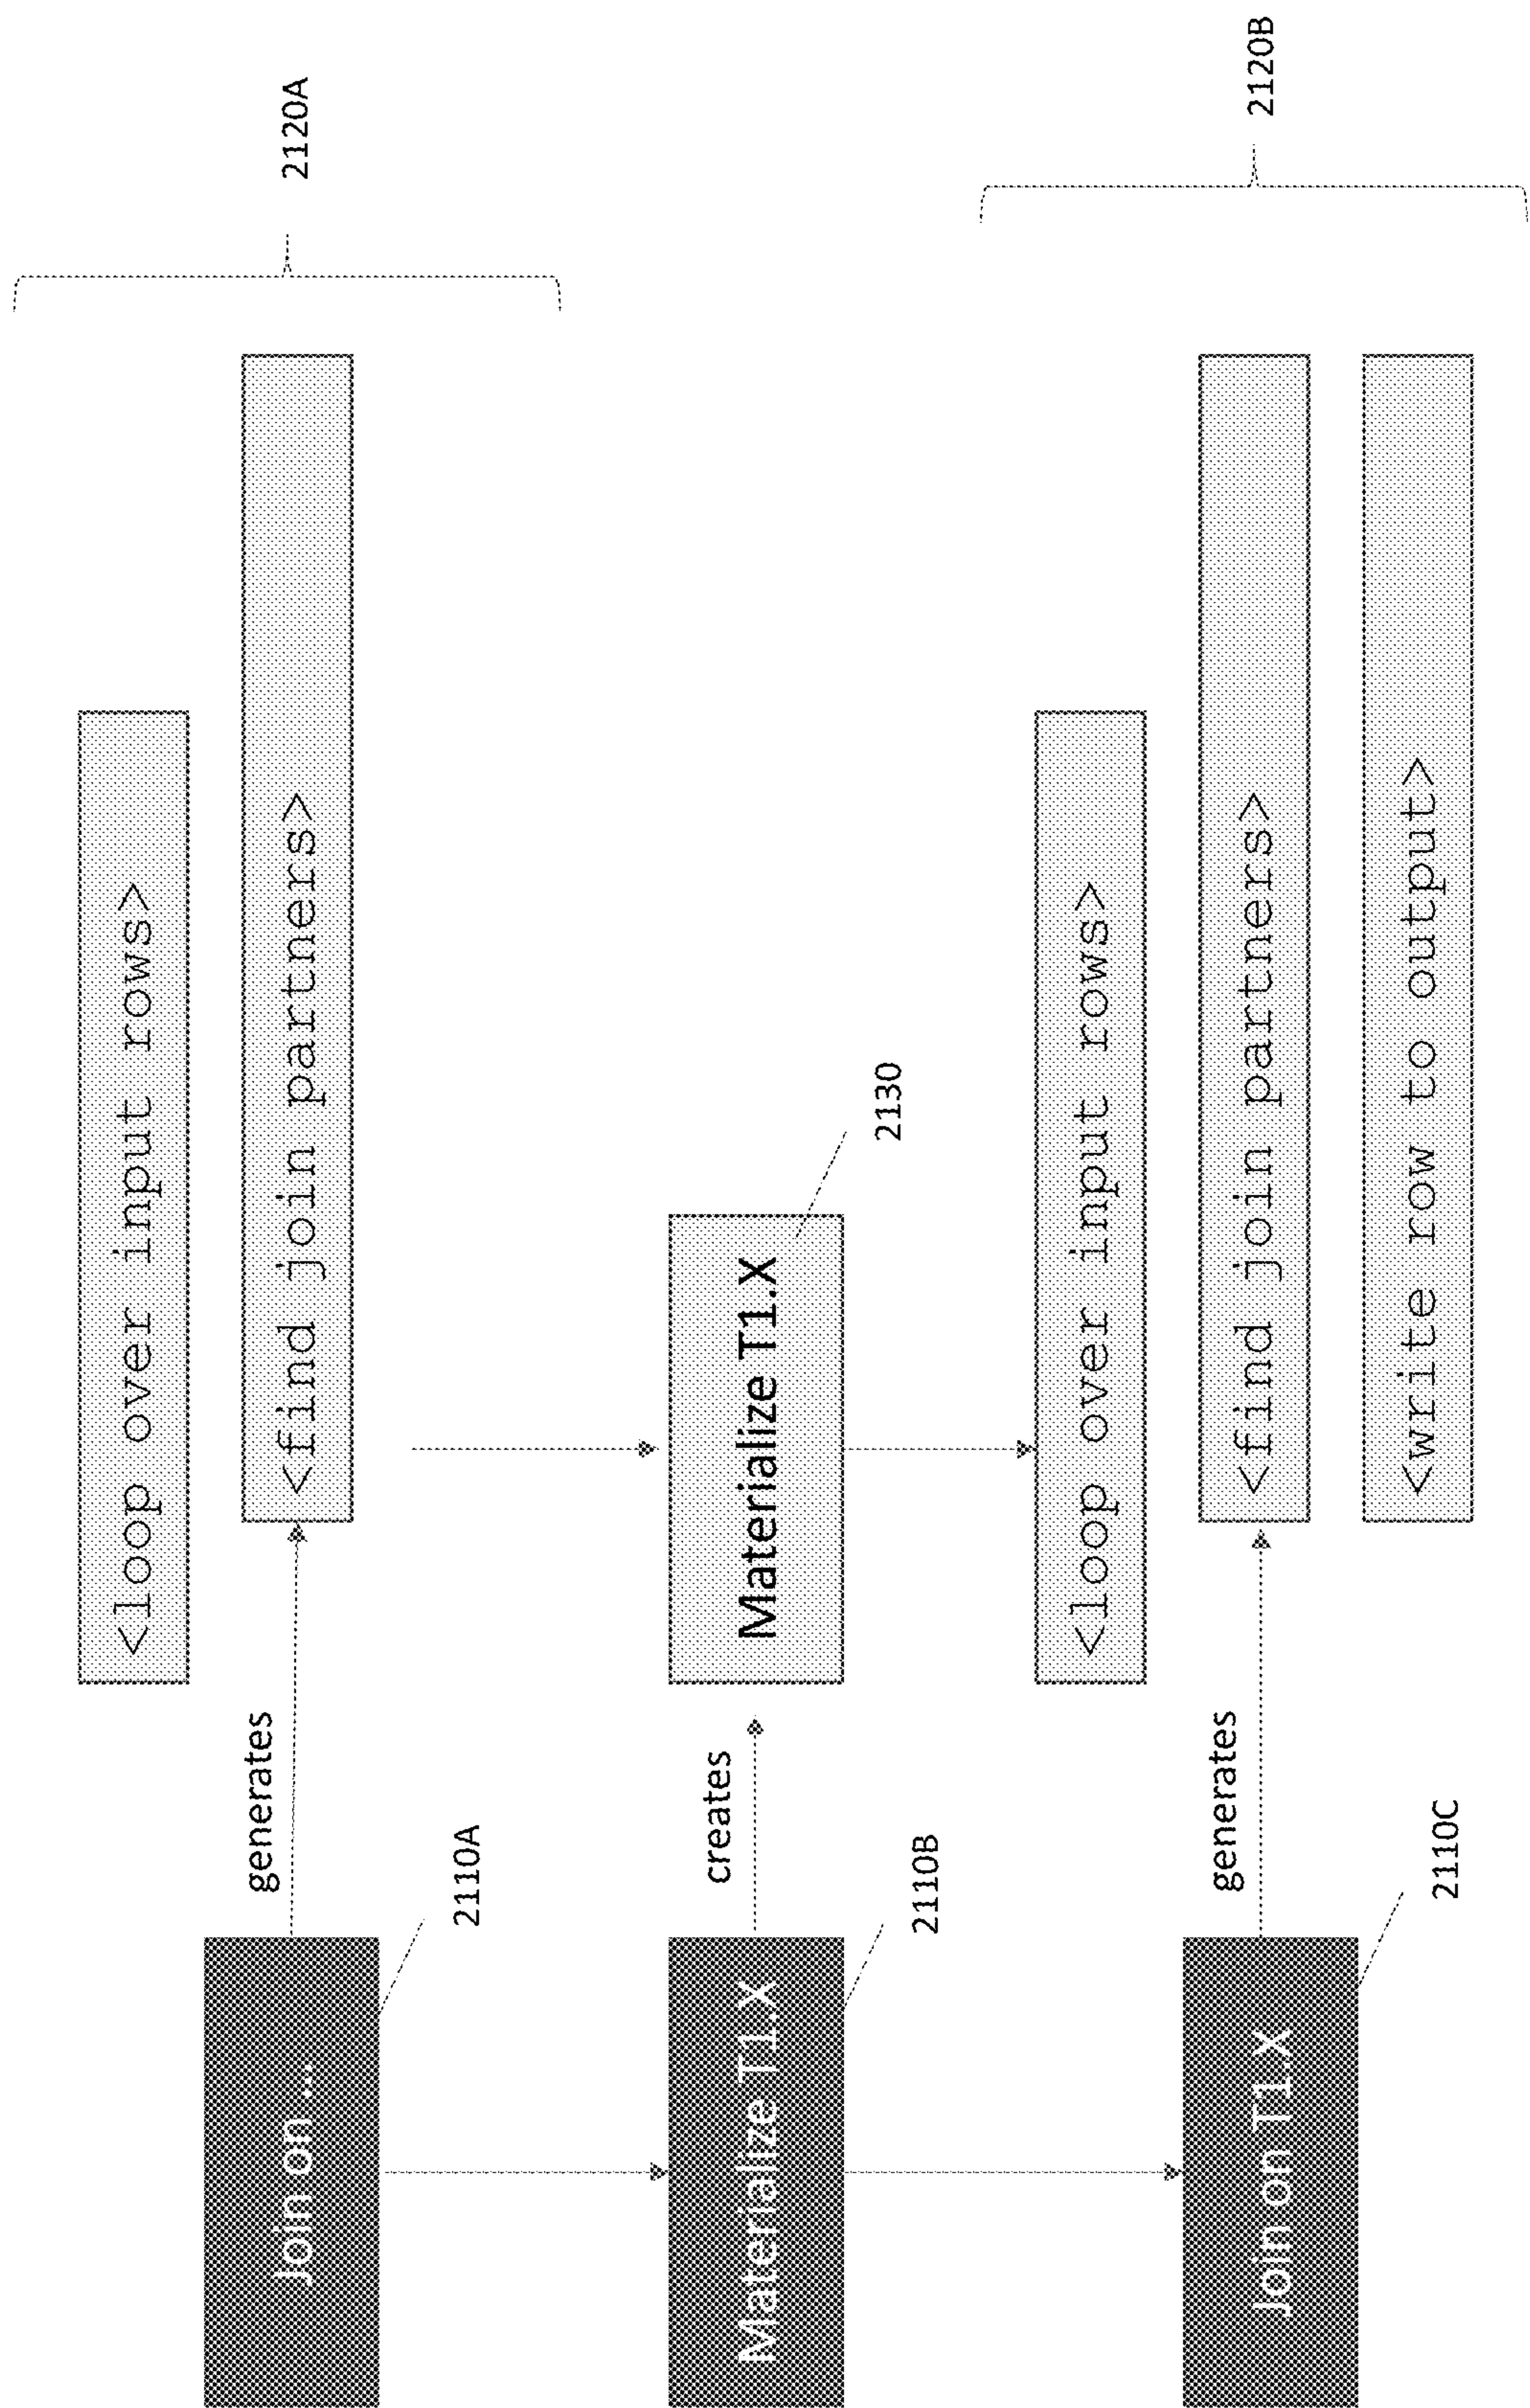 <loop over input rows>
2120A
Join on ...
generates
<find join partners>
2110A
Materialize T1.X
creates
Materialize T1.X
2110B
2130
<loop over input rows>
2120B
Join on T1.X
generates
<find join partners>
2110C
<write row to output>